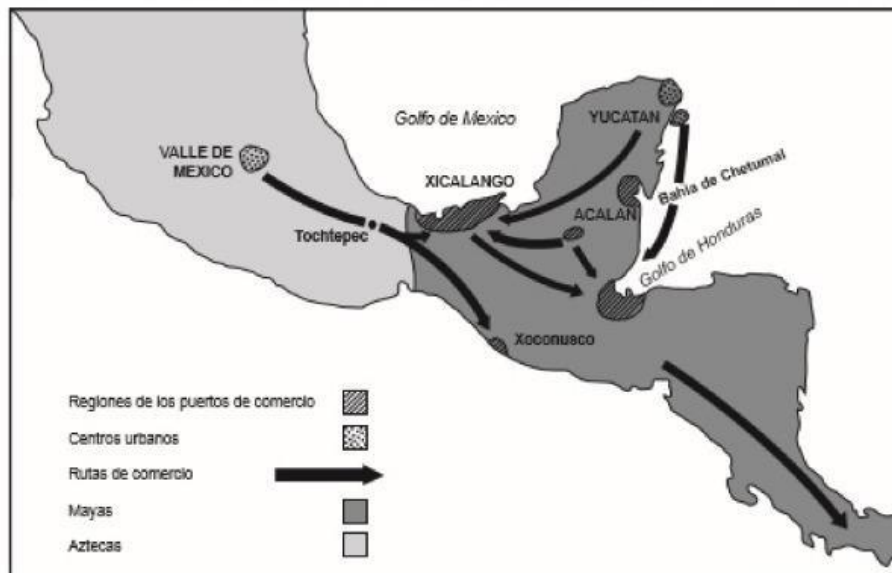 Golfo de Mexico
YUCATAN
VALLE DE
MEXICO
XICALANGO
Bahia de Chetumal
ACALAN
Tochtepec
Golfo de Honduras
Xoconusco
Regiones de los puertos de comercio
Centros urbanos
Rutas de comercio
Mayas
Aztecas